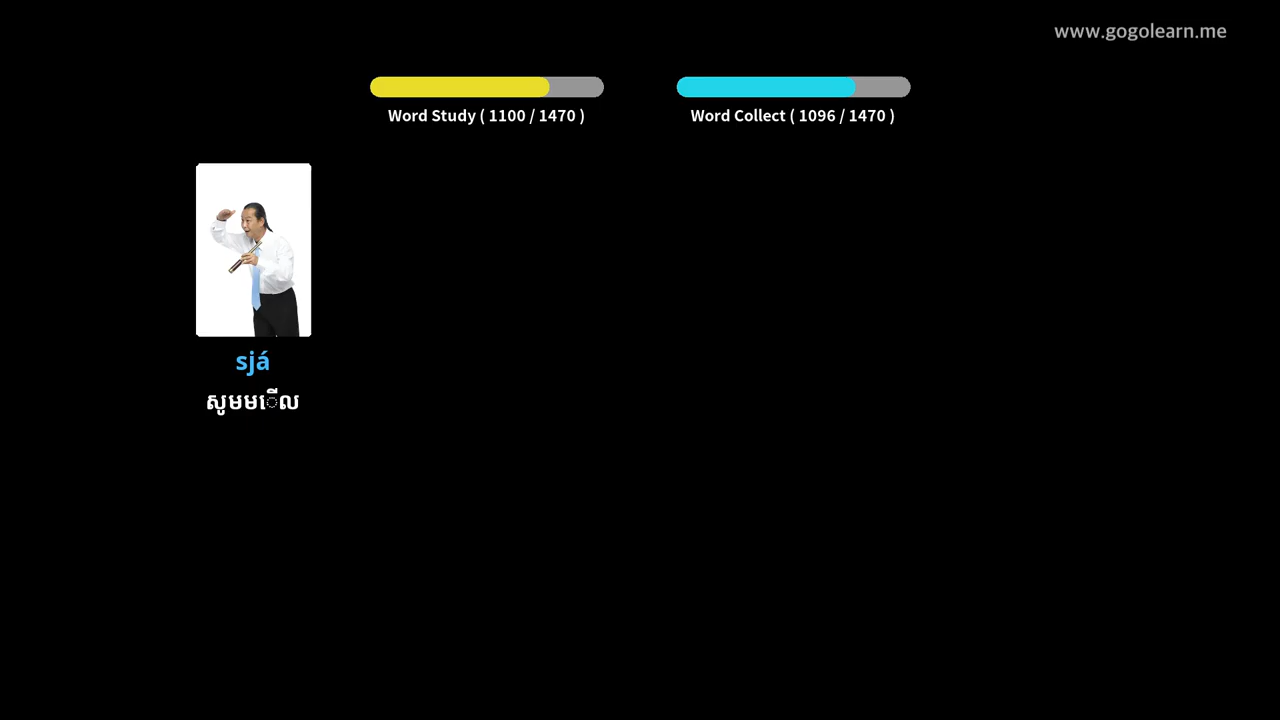 www.gogolearn.me
Word Study ( 1100 / 1470 )
Word Collect ( 1096 / 1470 )
sjá
សូមមើល